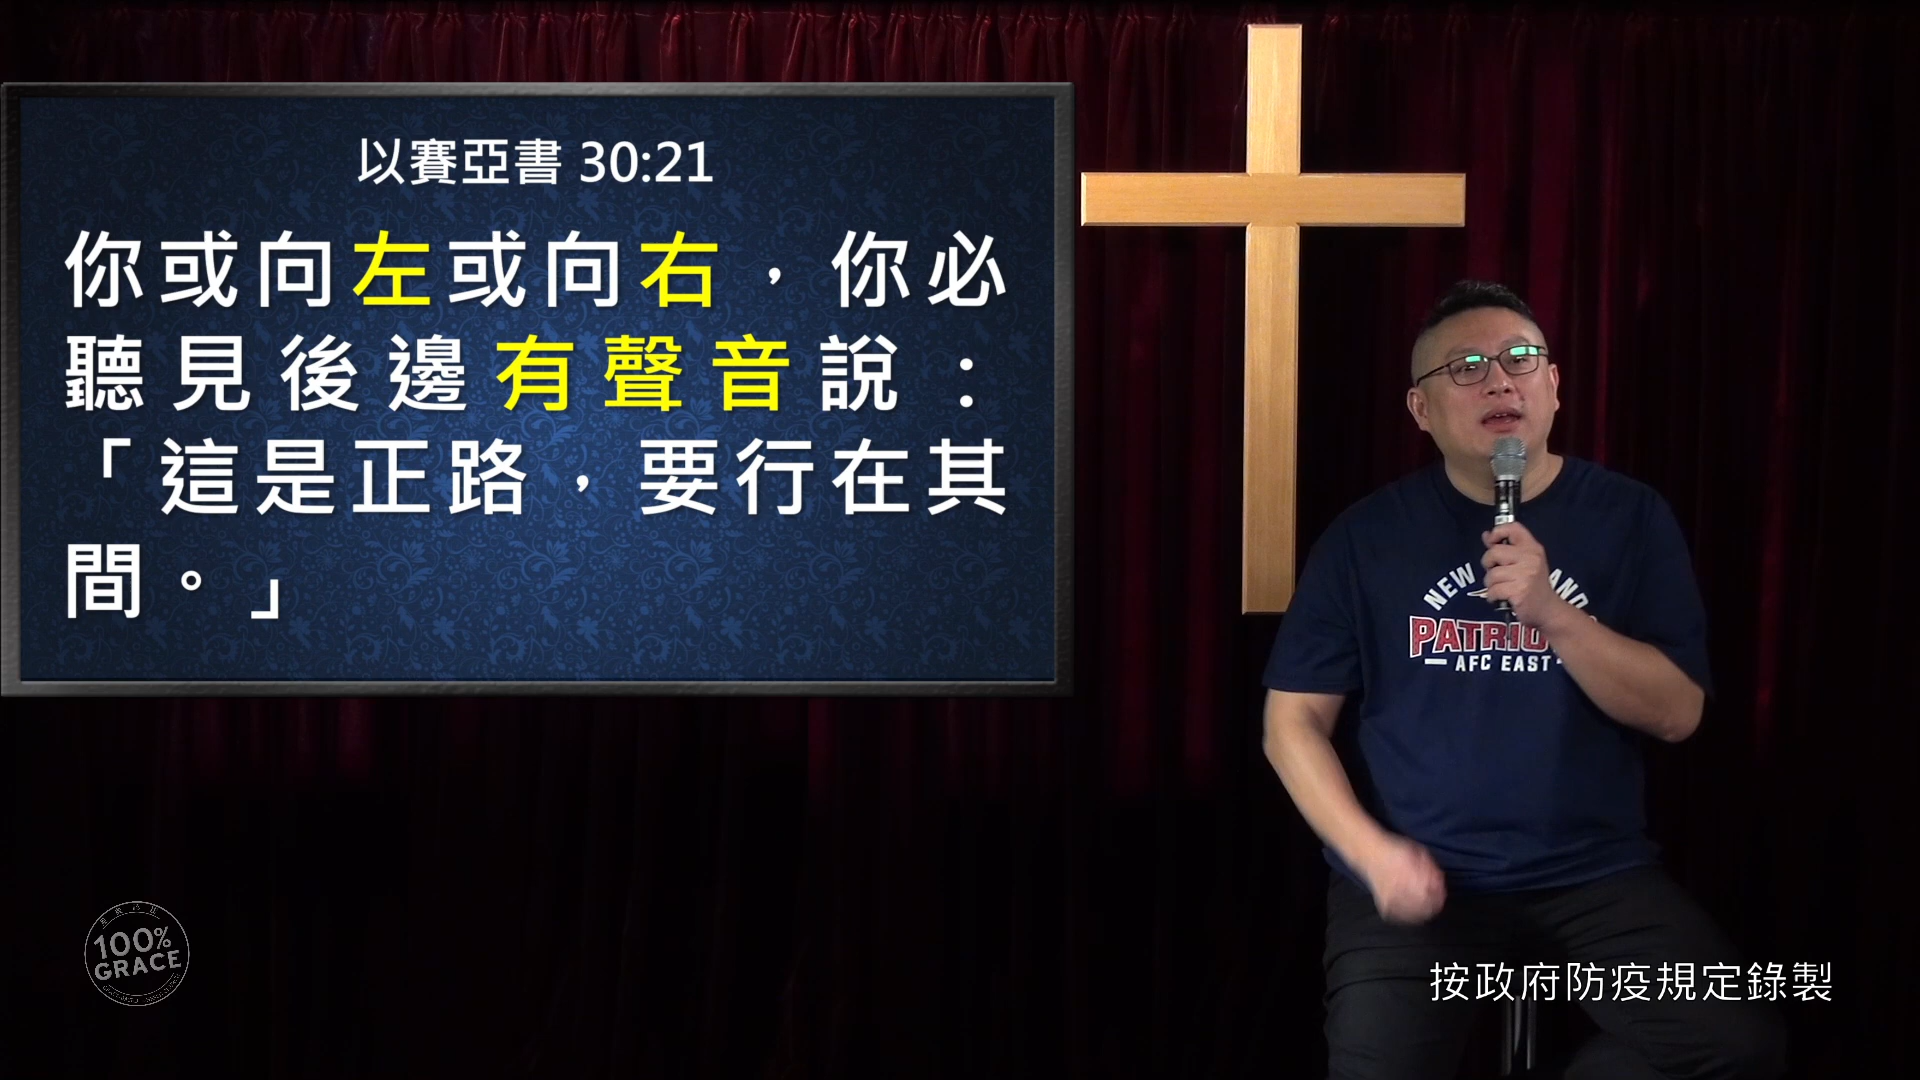 以賽亞書 30:21
你或向左或向右，你必
聽見後邊有聲音說：
「這是正路，要行在其
間。」
NEW
PATRIO
AFC EAST
100%
GRACE
按政府防疫規定錄製